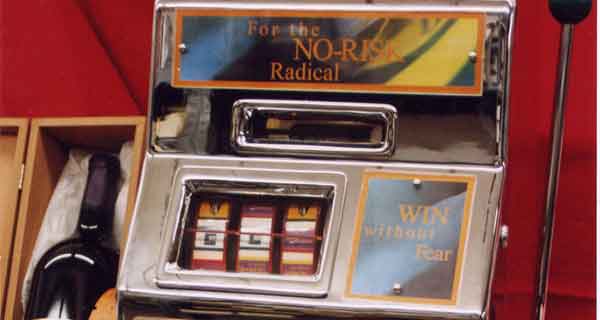 For the
NO-RISK
Radical
WIN
without
Fear